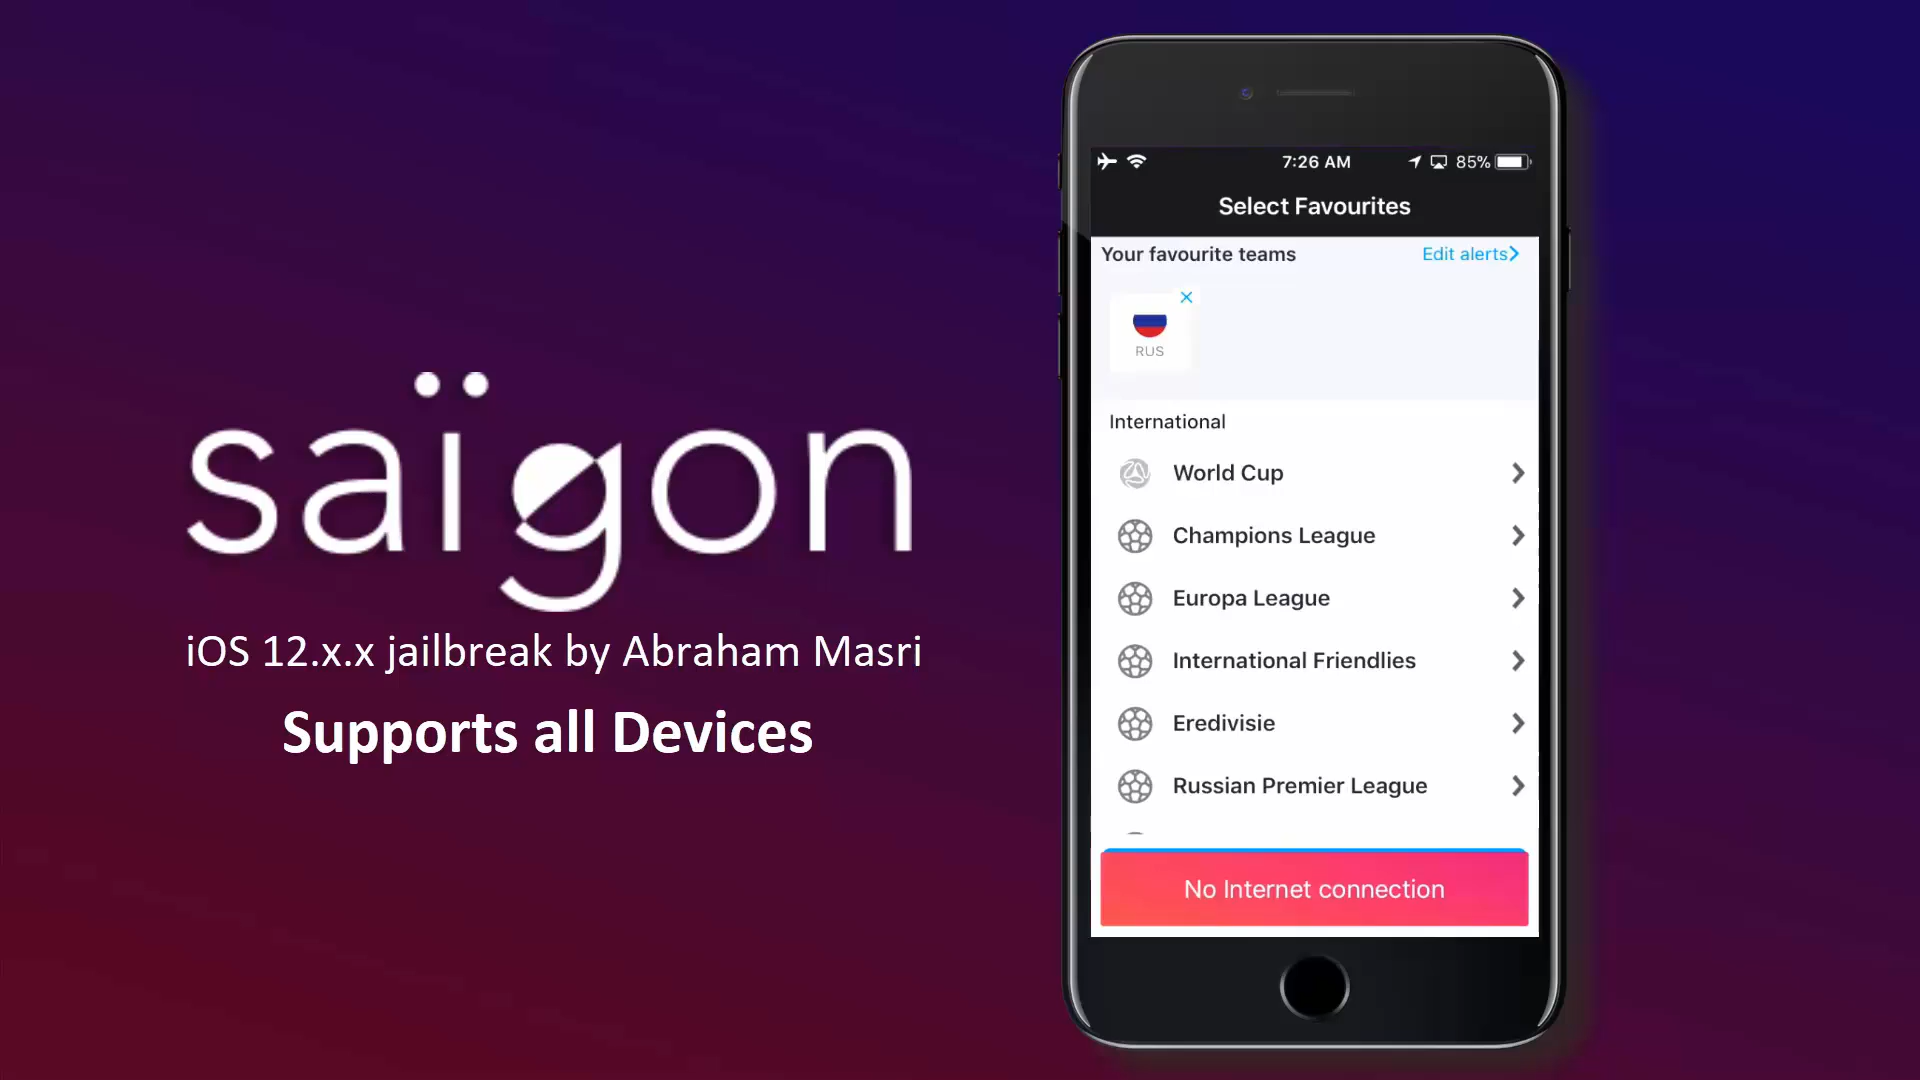 saïgon
iOS 12.x.x jailbreak by Abraham Masri
Supports all Devices
7:26 AM
85%
Select Favourites
Your favourite teams
Edit alerts
RUS
International
World Cup
Champions League
Europa League
International Friendlies
Eredivisie
Russian Premier League
No Internet connection